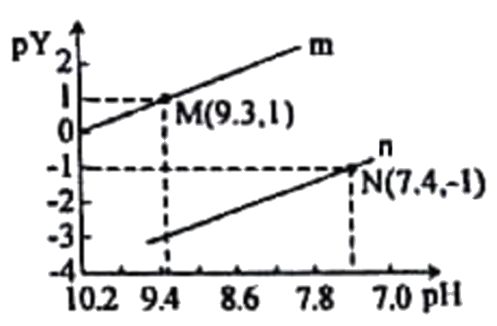 pY
2
m
1
M(9.3,1)
0
n
-1
N(7.4,-1)
-2
-3
-4
10.2 9.4 8.6 7.8 7.0 pH